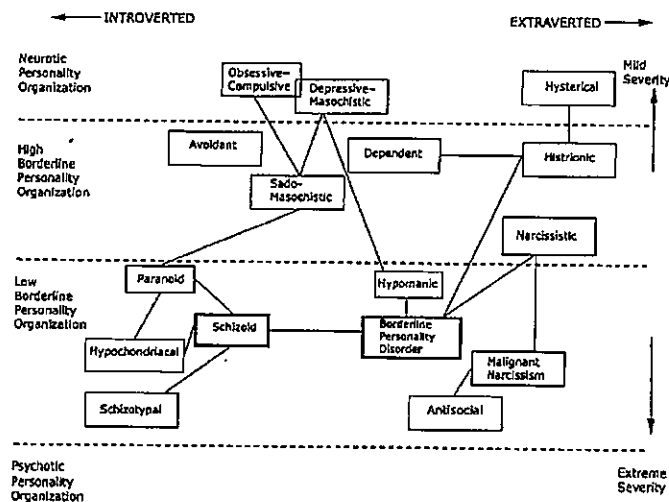 INTROVERTED
EXTRAVERTED
Neurotic
Personality
Organization
Obsessive-
Compulsive
Depressive-
Masochistic
Hysterical
Mild
Severity
High
Borderline
Personality
Organization
Avoidant
Dependent
Histrionic
Sado-
Masochistic
Narcissistic
Low
Borderline
Personality
Organization
Paranoid
Hypomanic
Schizoid
Borderline
Personality
Disorder
Hypochondriacal
Malignant
Narcissism
Schizotypal
Antisocial
Psychotic
Personality
Organization
Extreme
Severity